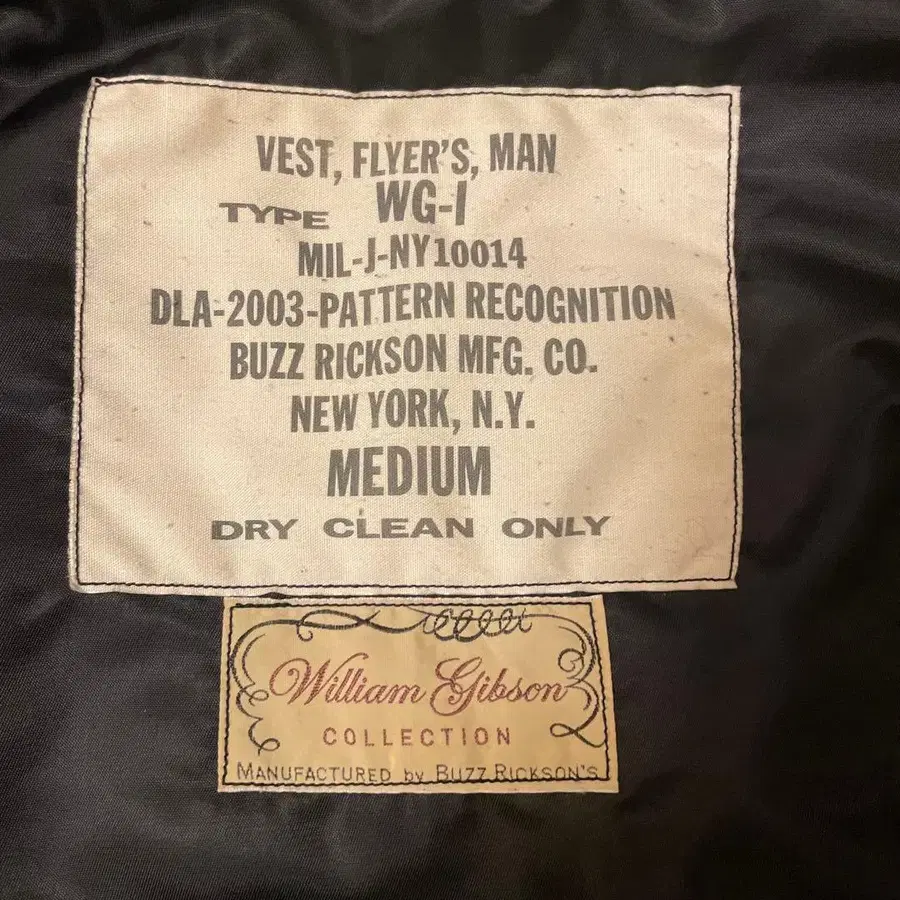 VEST, FLYER'S, MAN
TYPE WG-1
MIL-J-NY10014
DLA-2003-PATTERN RECOGNITION
BUZZ RICKSON MFG. CO.
NEW YORK, N.Y.
MEDIUM
DRY CLEAN ONLY
William Gibson
COLLECTION
MANUFACTURED by BUZZ RICKSON'S